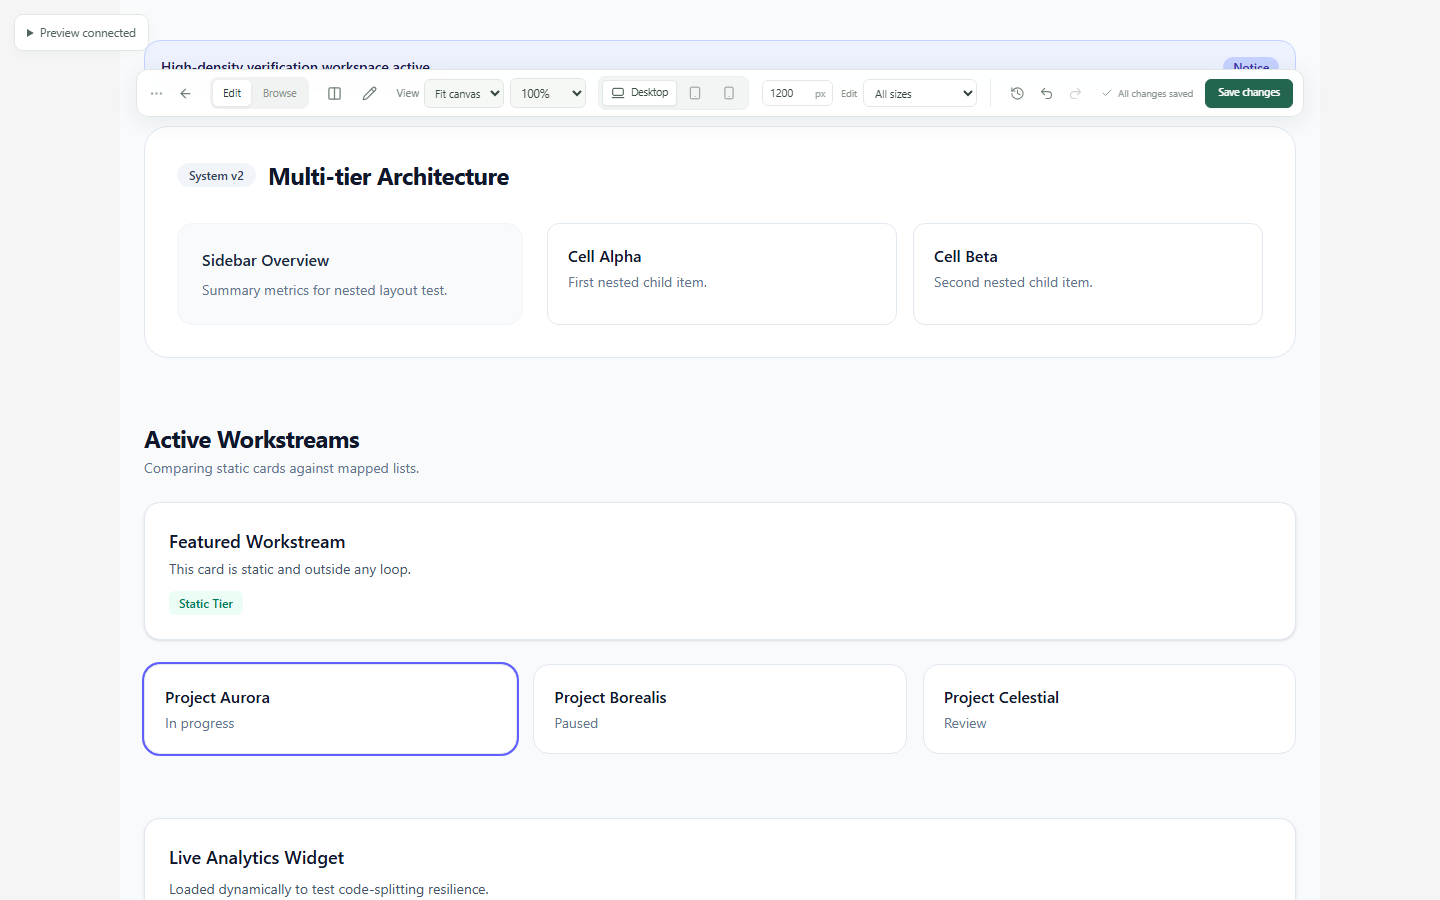 Preview connected
High-density verification workspace active
Notice
Edit
Browse
View
Fit canvas
100%
Desktop
1200 px
Edit
All sizes
All changes saved
Save changes
System v2
Multi-tier Architecture
Sidebar Overview
Summary metrics for nested layout test.
Cell Alpha
First nested child item.
Cell Beta
Second nested child item.
Active Workstreams
Comparing static cards against mapped lists.
Featured Workstream
This card is static and outside any loop.
Static Tier
Project Aurora
In progress
Project Borealis
Paused
Project Celestial
Review
Live Analytics Widget
Loaded dynamically to test code-splitting resilience.